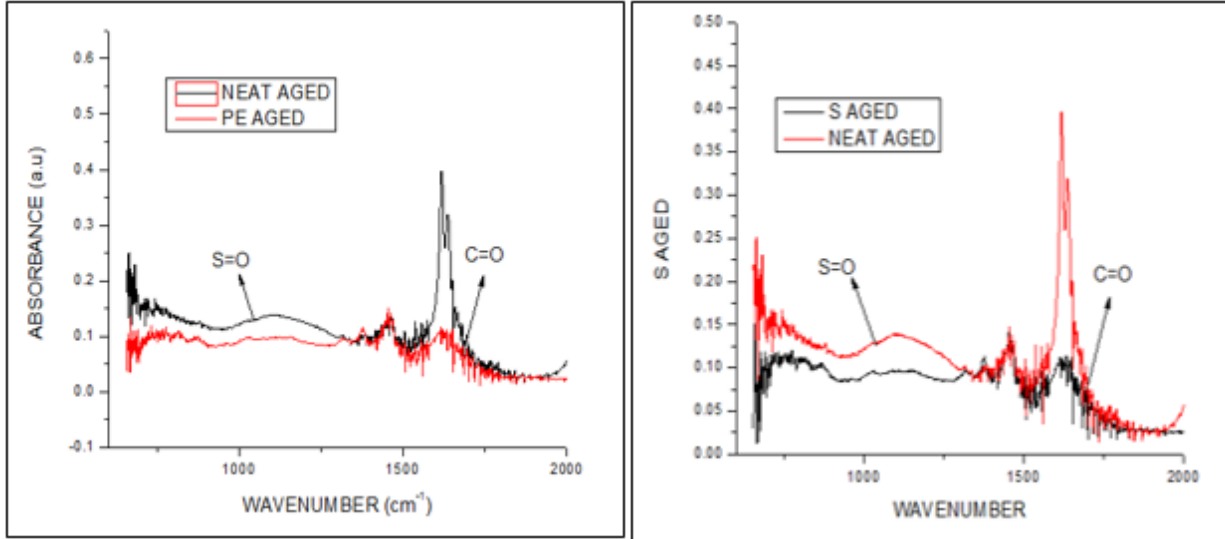 ABSORBANCE (a.u)
0.6
0.5
0.4
0.3
0.2
0.1
0.0
-0.1
NEAT AGED
PE AGED
S=O
C=O
1000 1500 2000
WAVENUMBER (cm⁻¹)
S AGED
0.50
0.45
0.40
0.35
0.30
0.25
0.20
0.15
0.10
0.05
0.00
S AGED
NEAT AGED
S=O
C=O
1000 1500 2000
WAVENUMBER